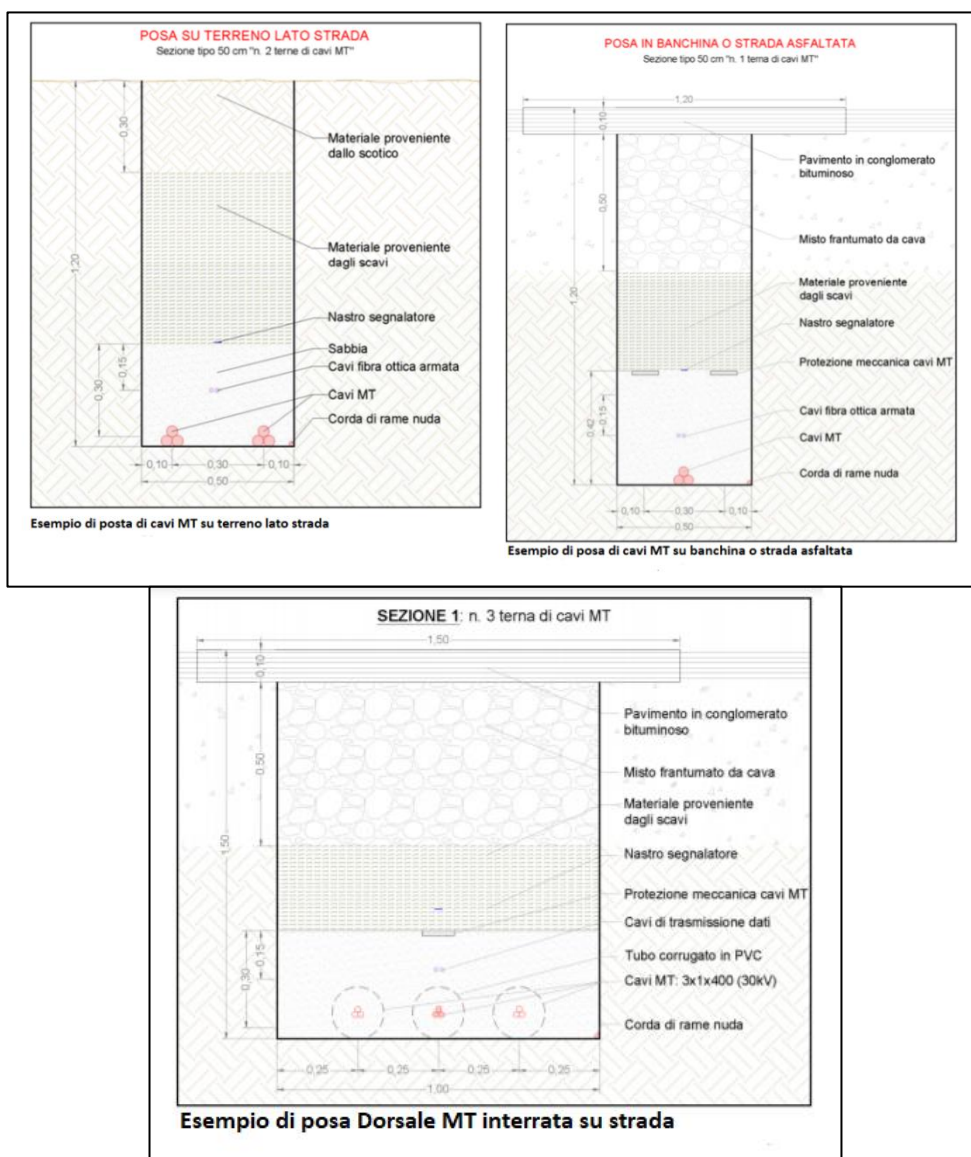 POSA SU TERRENO LATO STRADA
Sezione tipo 50 cm "n. 2 terne di cavi MT"
0,30
1,20
0,30
0,15
Materiale proveniente
dallo scotico
Materiale proveniente
dagli scavi
Nastro segnalatore
Sabbia
Cavi fibra ottica armata
Cavi MT
Corda di rame nuda
0,10
0,30
0,10
0,50
Esempio di posta di cavi MT su terreno lato strada
POSA IN BANCHINA O STRADA ASFALTATA
Sezione tipo 50 cm "n. 1 terna di cavi MT"
1,20
0,10
0,50
1,20
0,42
0,15
Pavimento in conglomerato
bituminoso
Misto frantumato da cava
Materiale proveniente
dagli scavi
Nastro segnalatore
Protezione meccanica cavi MT
Cavi fibra ottica armata
Cavi MT
Corda di rame nuda
0,10
0,30
0,10
0,50
Esempio di posa di cavi MT su banchina o strada asfaltata
SEZIONE 1: n. 3 terna di cavi MT
1,50
0,10
0,50
1,50
0,30
0,15
Pavimento in conglomerato
bituminoso
Misto frantumato da cava
Materiale proveniente
dagli scavi
Nastro segnalatore
Protezione meccanica cavi MT
Cavi di trasmissione dati
Tubo corrugato in PVC
Cavi MT: 3x1x400 (30kV)
Corda di rame nuda
0,25
0,25
0,25
0,25
1,00
Esempio di posa Dorsale MT interrata su strada